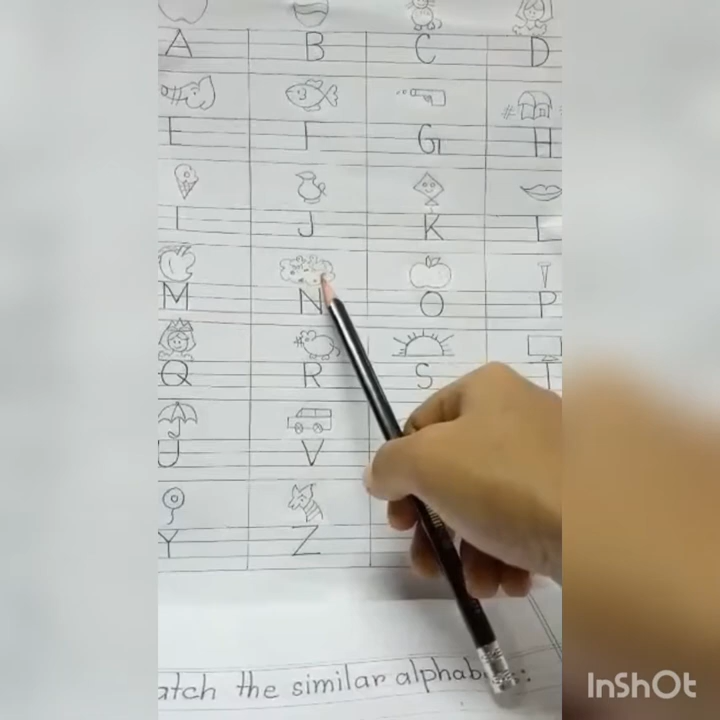 A B C D
E F G H
I J K L
M N O P
Q R S T
U V
Y Z
atch the similar alphab :
InShOt